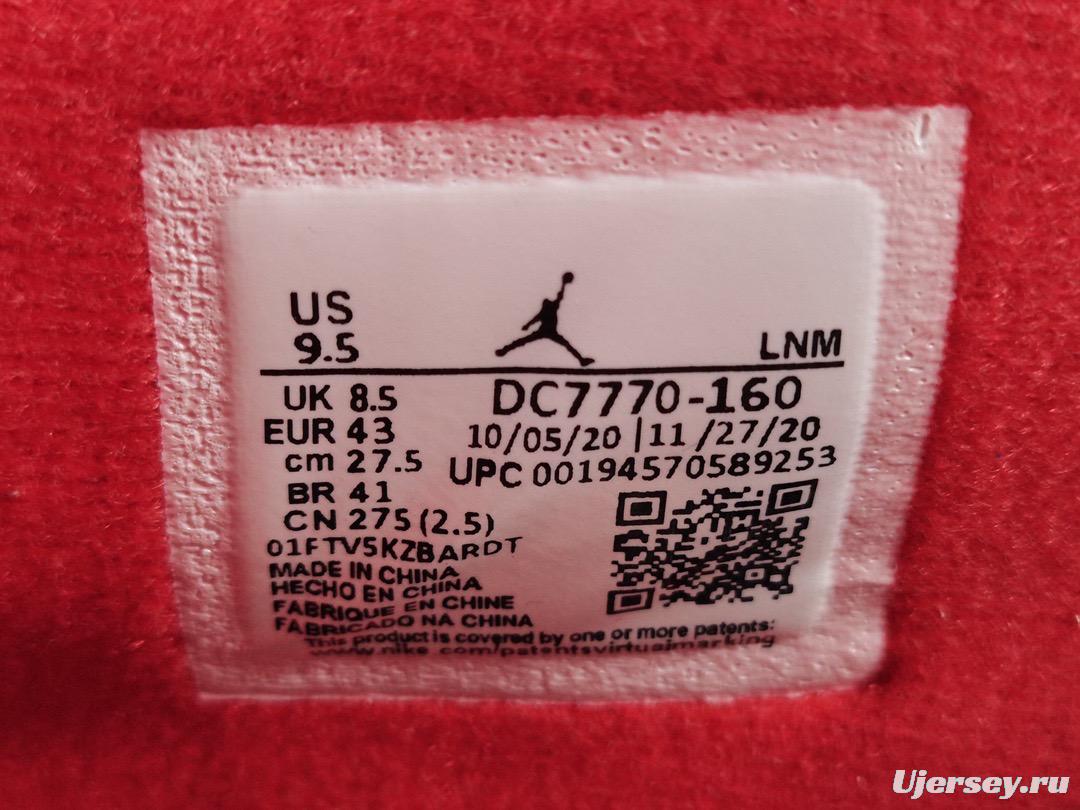 US
9.5
LNM
UK 8.5
DC7770-160
EUR 43
10/05/20 | 11/27/20
cm 27.5
UPC 00194570589253
BR 41
CN 275 (2.5)
01FTV5KZBARDT
MADE IN CHINA
HECHO EN CHINA
FABRIQUE EN CHINE
FABRICADO NA CHINA
This product is covered by one or more patents:
www.nike.com/patentsvirtualmarking
Ujersey.ru